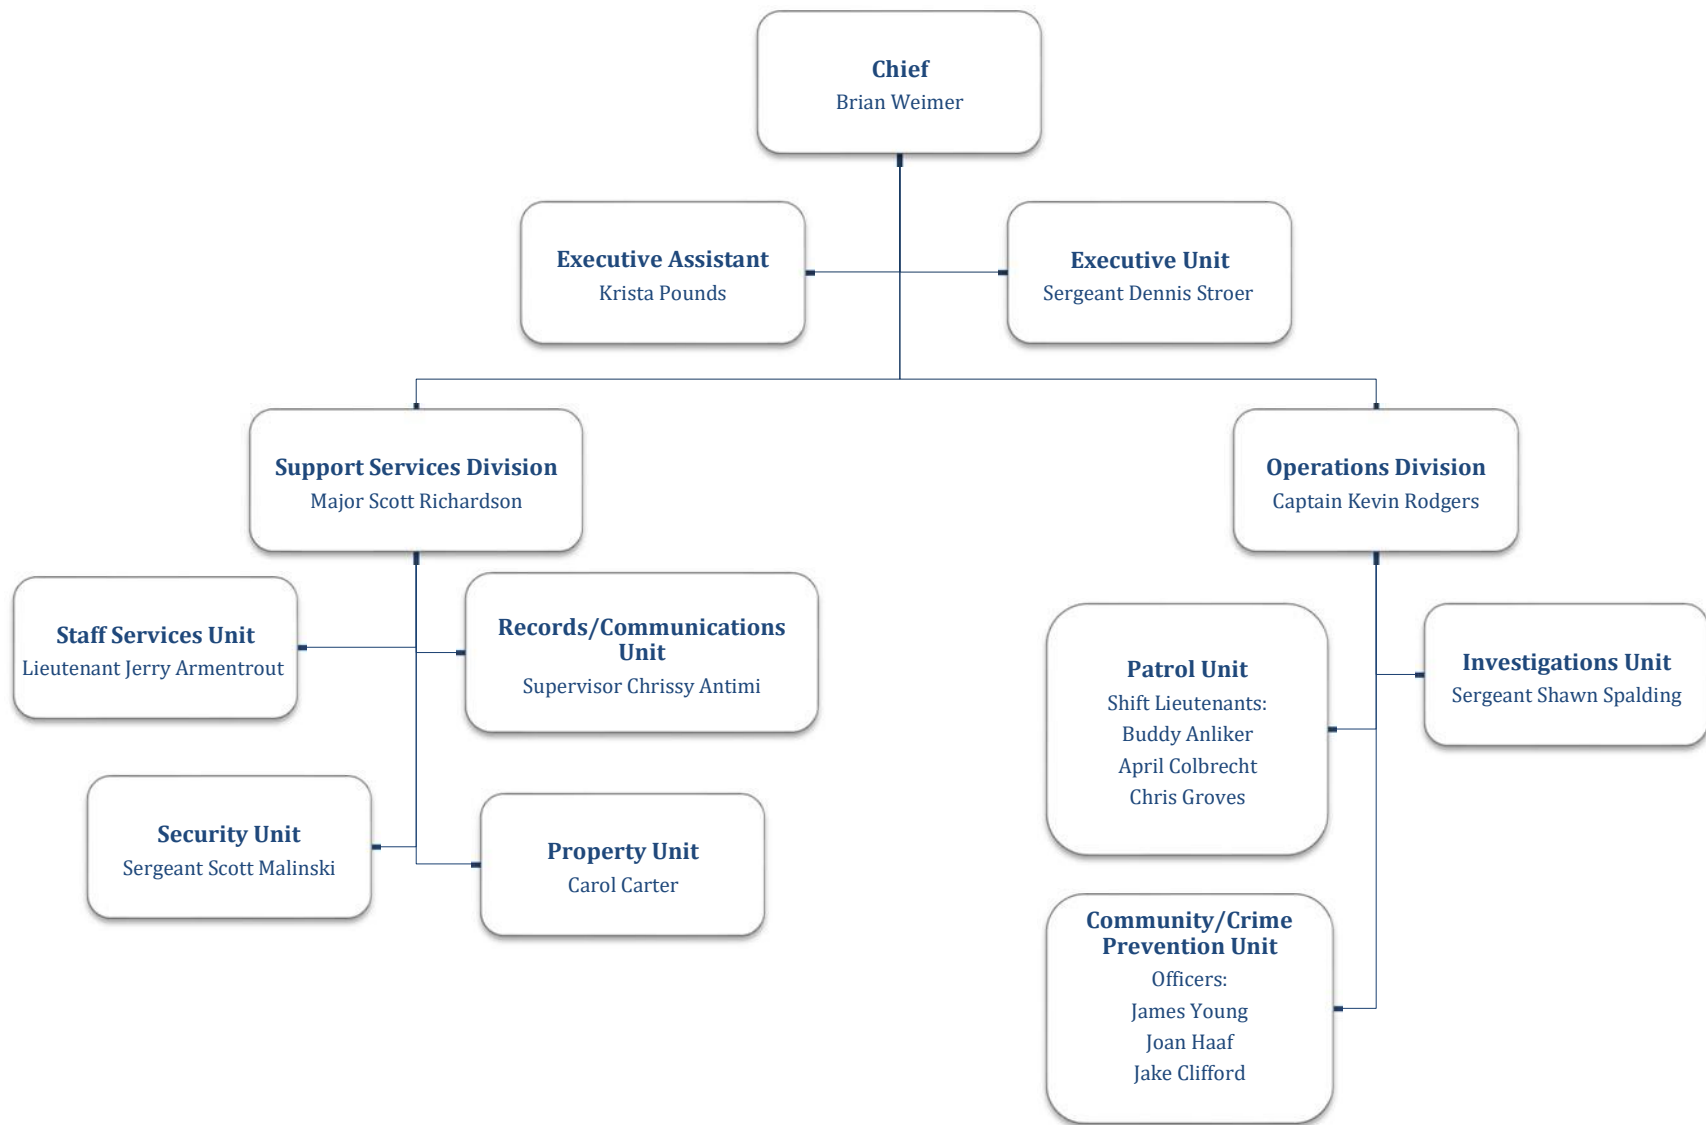 Chief
Brian Weimer
Executive Assistant
Krista Pounds
Executive Unit
Sergeant Dennis Stroer
Support Services Division
Major Scott Richardson
Operations Division
Captain Kevin Rodgers
Staff Services Unit
Lieutenant Jerry Armentrout
Records/Communications
Unit
Supervisor Chrissy Antimi
Security Unit
Sergeant Scott Malinski
Property Unit
Carol Carter
Patrol Unit
Shift Lieutenants:
Buddy Anliker
April Colbrecht
Chris Groves
Investigations Unit
Sergeant Shawn Spalding
Community/Crime
Prevention Unit
Officers:
James Young
Joan Haaf
Jake Clifford